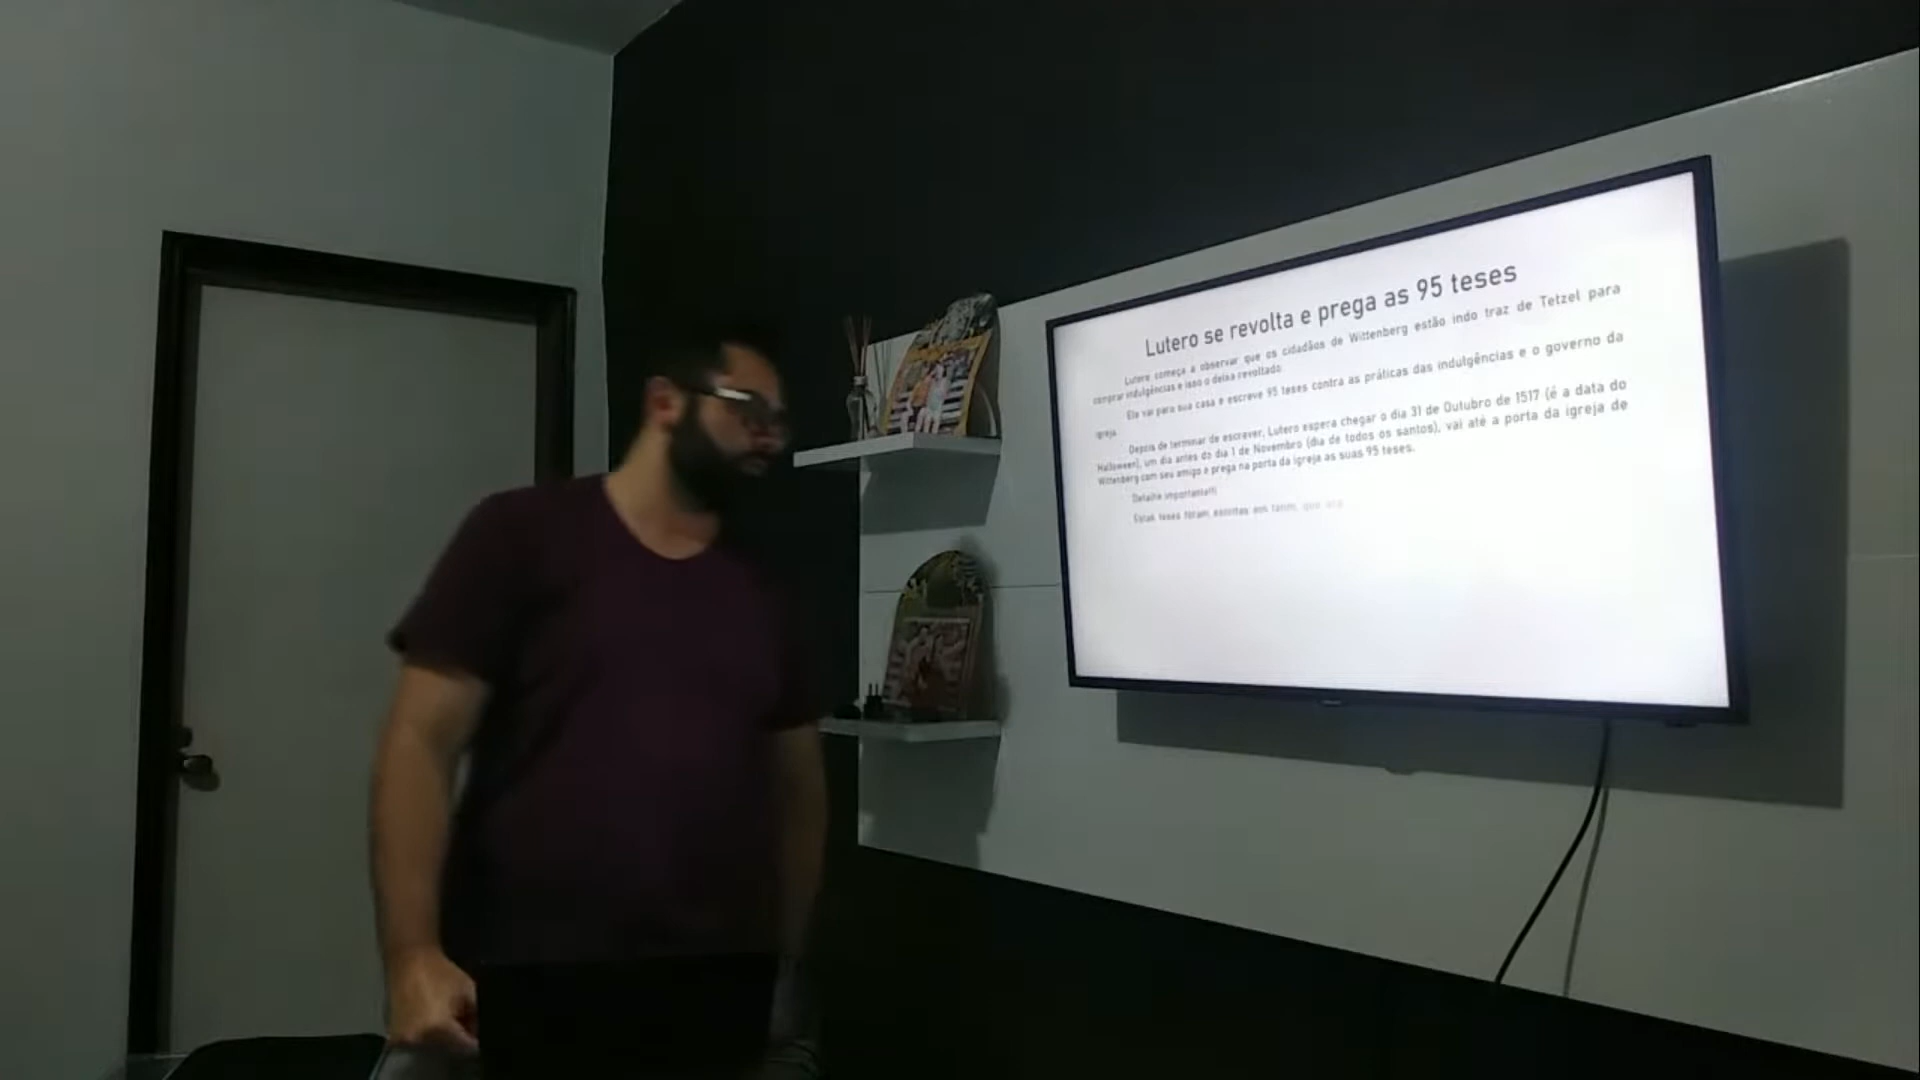 Lutero se revolta e prega as 95 teses
Lutero começa a observar que os cidadãos de Wittenberg estão indo traz de Tetzel para
comprar indulgências e isso o deixa revoltado.
Ele vai para sua casa e escreve 95 teses contra as práticas das indulgências e o governo da
igreja.
Depois de terminar de escrever, Lutero espera chegar o dia 31 de Outubro de 1517 (é a data do
Halloween), um dia antes do dia 1 de Novembro (dia de todos os santos), vai até a porta da igreja de
Wittenberg com seu amigo e prega na porta da igreja as suas 95 teses.
Detalhe importante!!!
Estas teses foram escritas em latim, que era